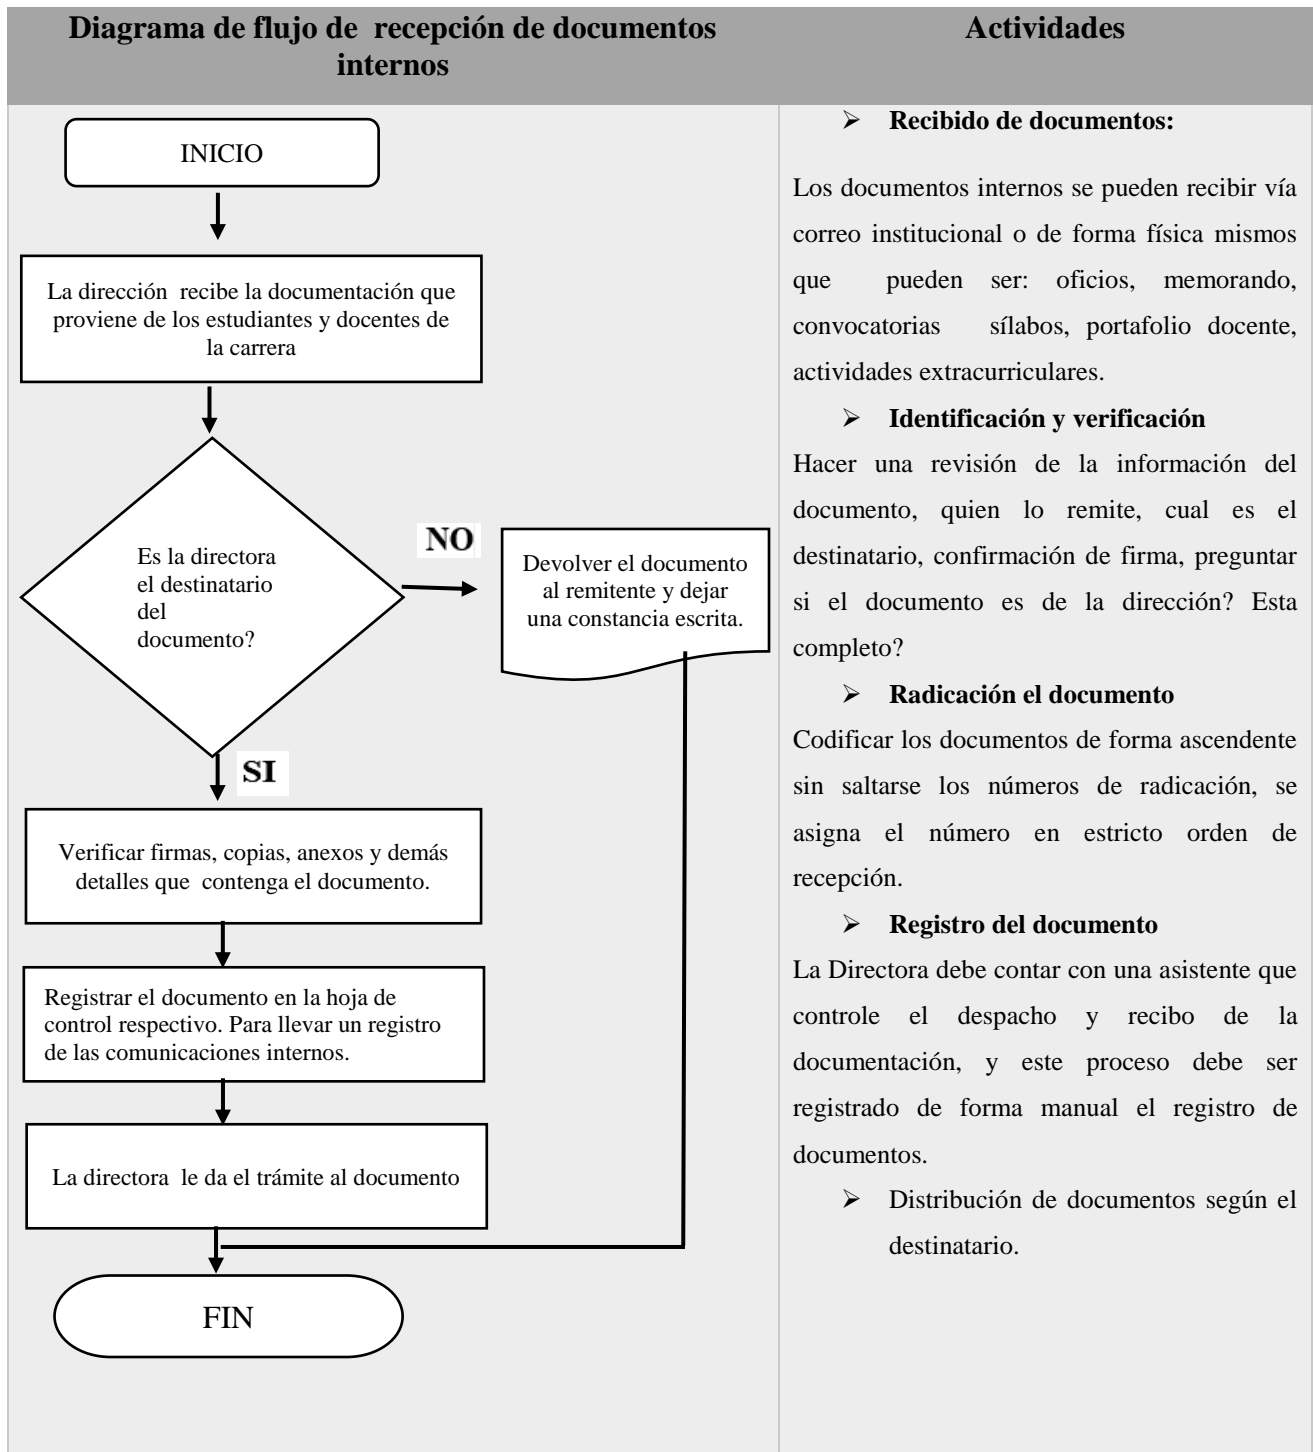 Diagrama de flujo de recepción de documentos
internos
INICIO
La dirección recibe la documentación que
proviene de los estudiantes y docentes de
la carrera
Es la directora
el destinatario
del
documento?
NO
Devolver el documento
al remitente y dejar
una constancia escrita.
SI
Verificar firmas, copias, anexos y demás
detalles que contenga el documento.
Registrar el documento en la hoja de
control respectivo. Para llevar un registro
de las comunicaciones internos.
La directora le da el trámite al documento
FIN
Actividades
➢ Recibido de documentos:
Los documentos internos se pueden recibir vía
correo institucional o de forma física mismos
que pueden ser: oficios, memorando,
convocatorias sílabos, portafolio docente,
actividades extracurriculares.
➢ Identificación y verificación
Hacer una revisión de la información del
documento, quien lo remite, cual es el
destinatario, confirmación de firma, preguntar
si el documento es de la dirección? Esta
completo?
➢ Radicación el documento
Codificar los documentos de forma ascendente
sin saltarse los números de radicación, se
asigna el número en estricto orden de
recepción.
➢ Registro del documento
La Directora debe contar con una asistente que
controle el despacho y recibo de la
documentación, y este proceso debe ser
registrado de forma manual el registro de
documentos.
➢ Distribución de documentos según el
destinatario.